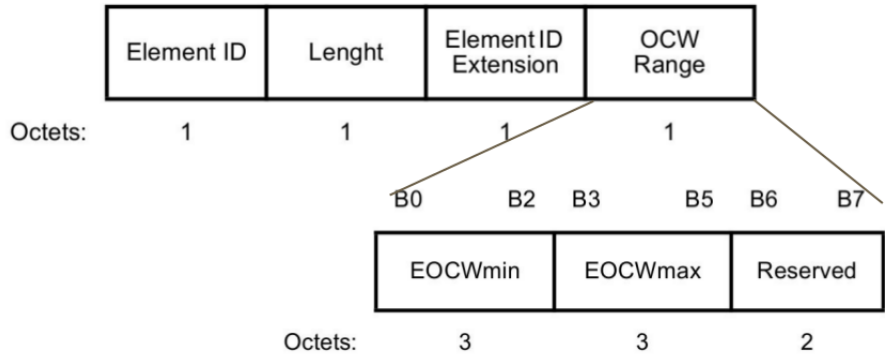 Element ID Lenght Element ID Extension OCW Range
Octets: 1 1 1 1
B0 B2 B3 B5 B6 B7
EOCWmin EOCWmax Reserved
Octets: 3 3 2